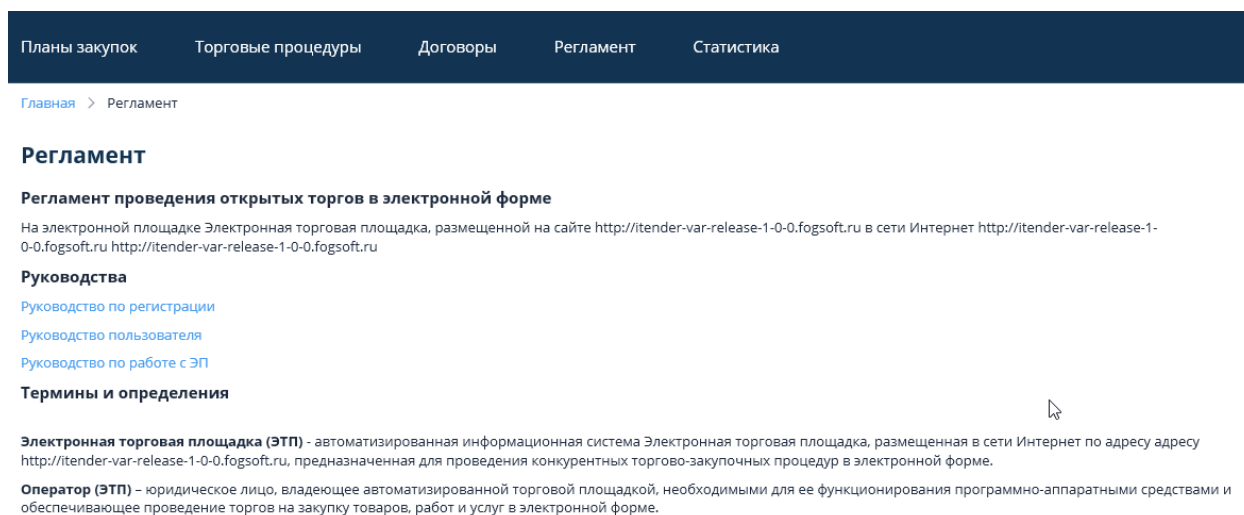 Планы закупок Торговые процедуры Договоры Регламент Статистика
Главная > Регламент
Регламент
Регламент проведения открытых торгов в электронной форме
На электронной площадке Электронная торговая площадка, размещенной на сайте http://itender-var-release-1-0-0.fogsoft.ru в сети Интернет http://itender-var-release-1-
0-0.fogsoft.ru http://itender-var-release-1-0-0.fogsoft.ru
Руководства
Руководство по регистрации
Руководство пользователя
Руководство по работе с ЭП
Термины и определения
Электронная торговая площадка (ЭТП) - автоматизированная информационная система Электронная торговая площадка, размещенная в сети Интернет по адресу адресу
http://itender-var-release-1-0-0.fogsoft.ru, предназначенная для проведения конкурентных торгово-закупочных процедур в электронной форме.
Оператор (ЭТП) – юридическое лицо, владеющее автоматизированной торговой площадкой, необходимыми для ее функционирования программно-аппаратными средствами и
обеспечивающее проведение торгов на закупку товаров, работ и услуг в электронной форме.